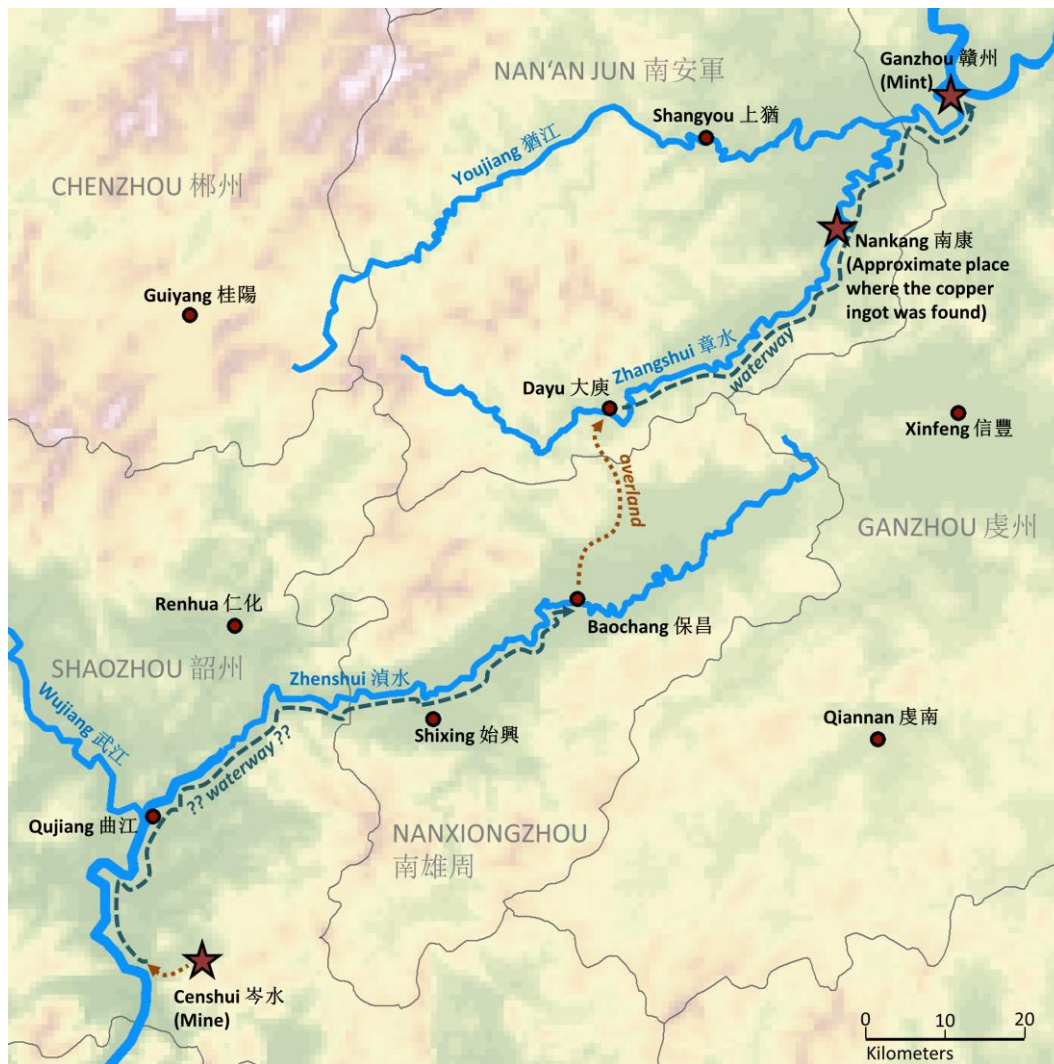 NAN‘AN JUN 南安軍
Ganzhou 贛州
(Mint)
Shangyou 上猶
Youjiang 猶江
CHENZHOU 郴州
Nankang 南康
(Approximate place
where the copper
ingot was found)
Guiyang 桂陽
Zhangshui 章水
waterway
Dayu 大庾
Xinfeng 信豐
overland
GANZHOU 虔州
Renhua 仁化
Baochang 保昌
SHAOZHOU 韶州
Zhenshui 湞水
Wujiang 武江
Shixing 始興
Qiannan 虔南
?? waterway ??
Qujiang 曲江
NANXIONGZHOU
南雄周
Censhui 岑水
(Mine)
0 10 20
Kilometers